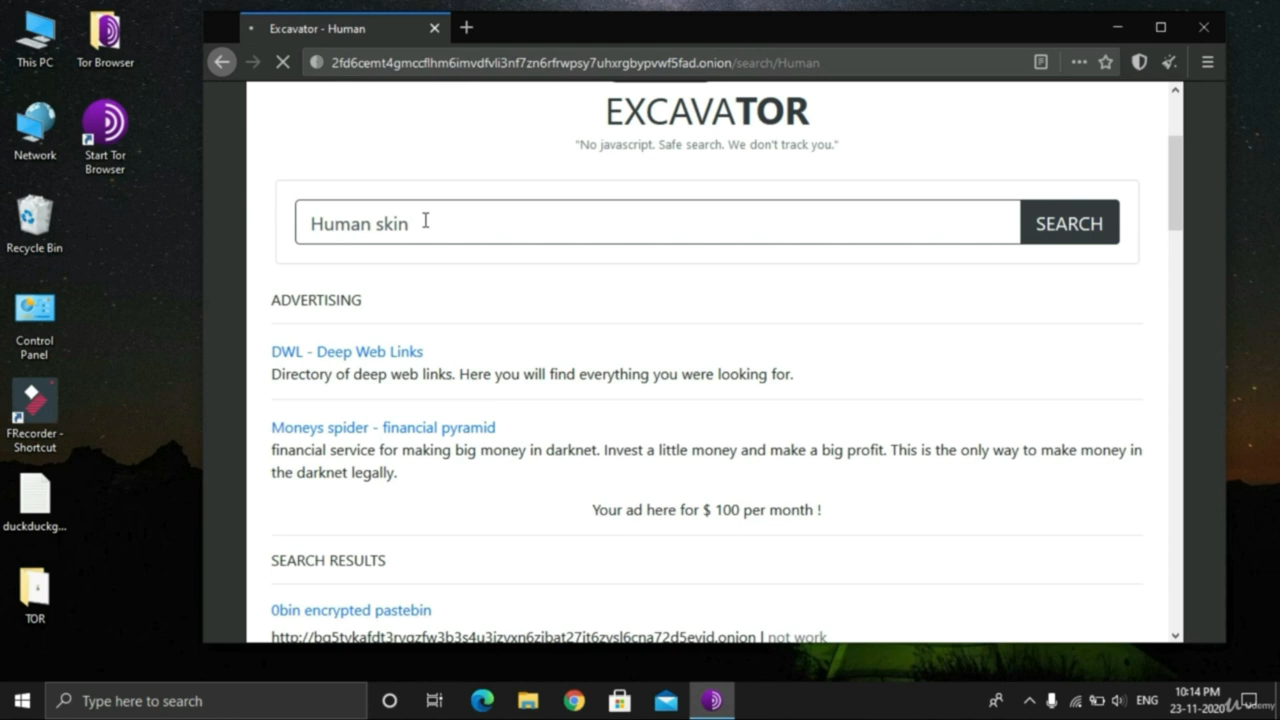 This PC
Tor Browser
Network
Start Tor
Browser
Recycle Bin
Control
Panel
FRecorder -
Shortcut
duckduckg...
TOR
Excavator - Human
2fd6cemt4gmccflhm6imvdfvli3nf7zn6rfrwpsy7uhxrgbypvwf5fad.onion/search/Human
EXCAVATOR
"No javascript. Safe search. We don't track you."
Human skin
SEARCH
ADVERTISING
DWL - Deep Web Links
Directory of deep web links. Here you will find everything you were looking for.
Moneys spider - financial pyramid
financial service for making big money in darknet. Invest a little money and make a big profit. This is the only way to make money in
the darknet legally.
Your ad here for $ 100 per month !
SEARCH RESULTS
0bin encrypted pastebin
| not work
Type here to search
ENG
10:14 PM
23-11-2020
Udemy